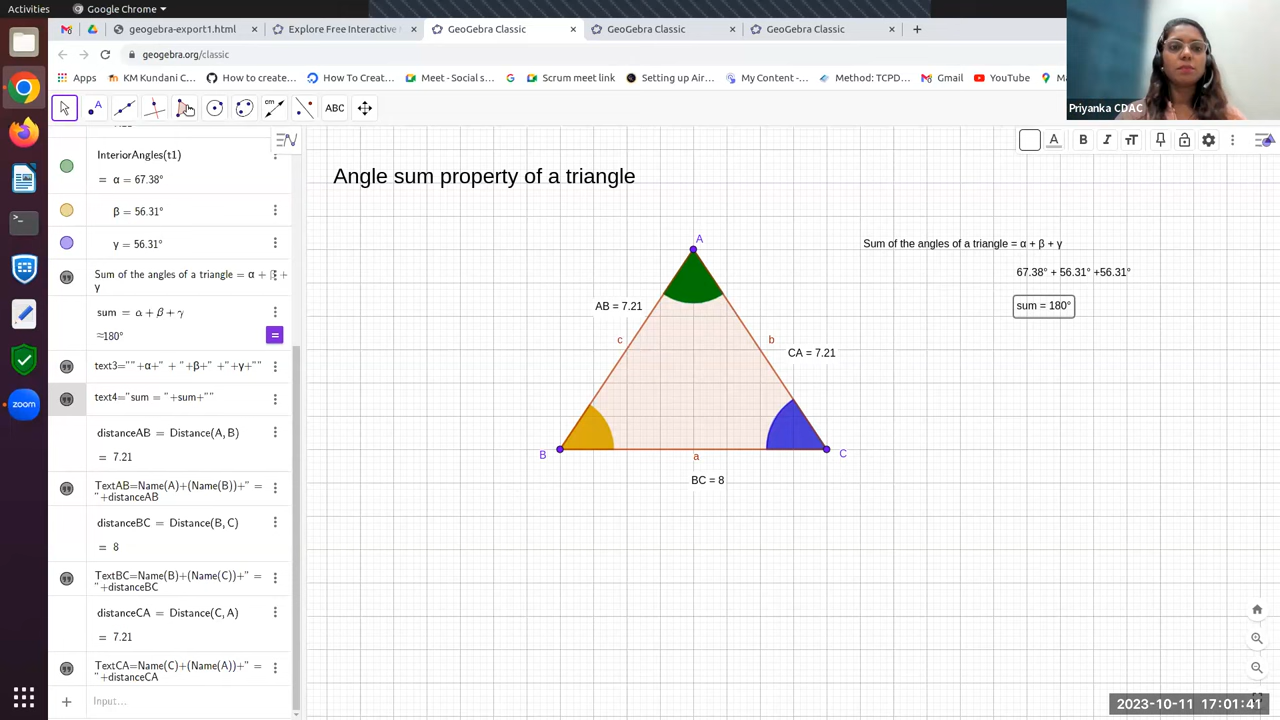 Activities
Google Chrome
geogebra-export1.html
Explore Free Interactive
GeoGebra Classic
GeoGebra Classic
GeoGebra Classic
geogebra.org/classic
Apps
KM Kundani C...
How to create...
How To Creat...
Meet - Social s...
Scrum meet link
Setting up Air...
My Content -...
Method: TCPD...
Gmail
YouTube
Ma
Priyanka CDAC
A
cm
ABC
A
B
I
TT
InteriorAngles(t1)
= α = 67.38°
β = 56.31°
γ = 56.31°
Sum of the angles of a triangle = α + β +
γ
sum = α + β + γ
≈180°
=
text3=""+α+" + "+β+" +"+γ+""
text4="sum = "+sum+""
distanceAB = Distance(A, B)
= 7.21
TextAB=Name(A)+(Name(B))+" =
"+distanceAB
distanceBC = Distance(B, C)
= 8
TextBC=Name(B)+(Name(C))+" =
"+distanceBC
distanceCA = Distance(C, A)
= 7.21
TextCA=Name(C)+(Name(A))+" =
"+distanceCA
Input...
Angle sum property of a triangle
A
AB = 7.21
c
b
CA = 7.21
B
a
C
BC = 8
Sum of the angles of a triangle = α + β + γ
67.38° + 56.31° +56.31°
sum = 180°
zoom
2023-10-11 17:01:41